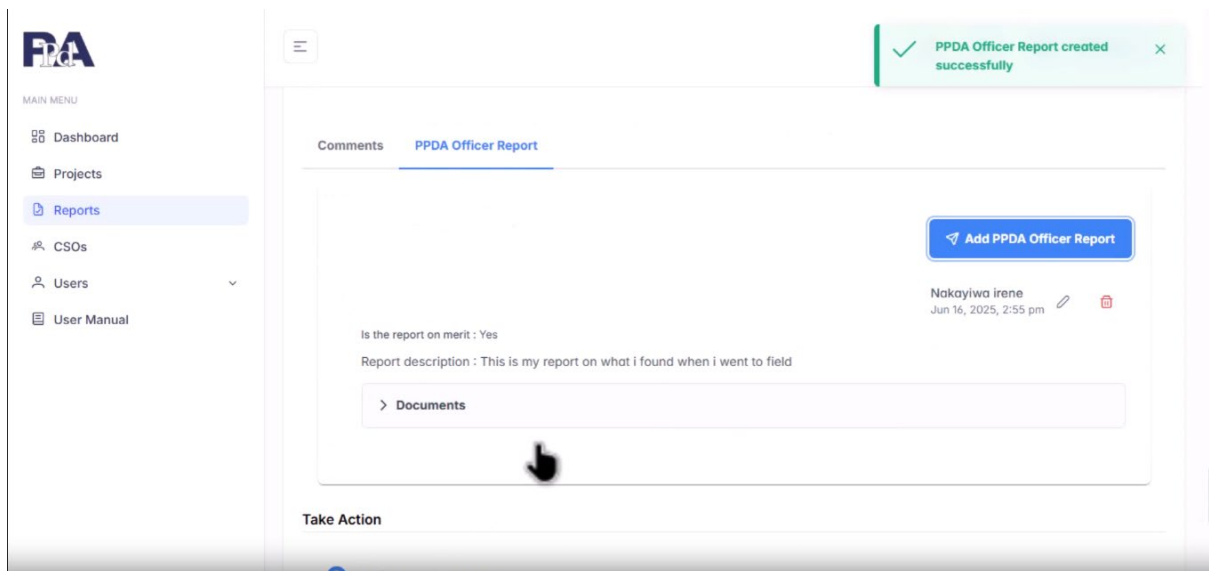 PPdA
MAIN MENU
Dashboard
Projects
Reports
CSOs
Users
User Manual
PPDA Officer Report created
successfully
Comments PPDA Officer Report
Add PPDA Officer Report
Nakayiwa irene
Jun 16, 2025, 2:55 pm
Is the report on merit : Yes
Report description : This is my report on what i found when i went to field
Documents
Take Action